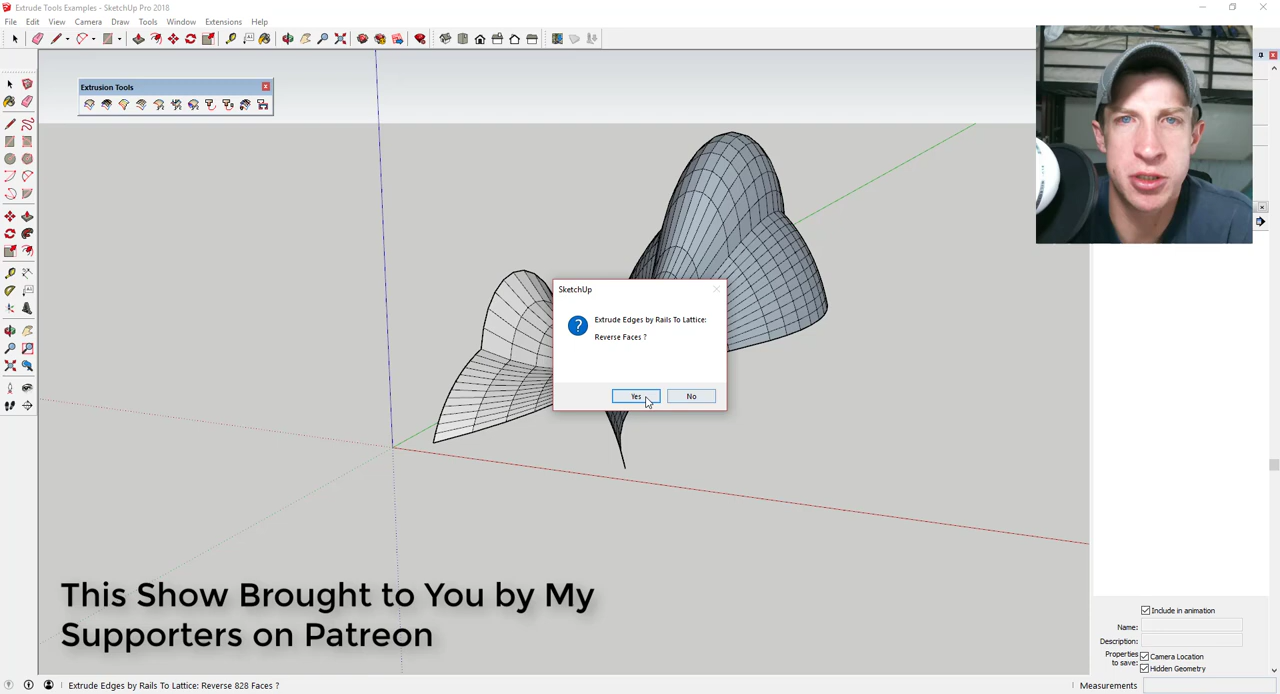 Extrude Tools Examples - SketchUp Pro 2018
File Edit View Camera Draw Tools Window Extensions Help
Extrusion Tools
SketchUp
Extrude Edges by Rails To Lattice:
Reverse Faces ?
Yes No
This Show Brought to You by My
Supporters on Patreon
Include in animation
Name:
Description:
Properties
to save:
Camera Location
Hidden Geometry
Extrude Edges by Rails To Lattice: Reverse 828 Faces ?
Measurements